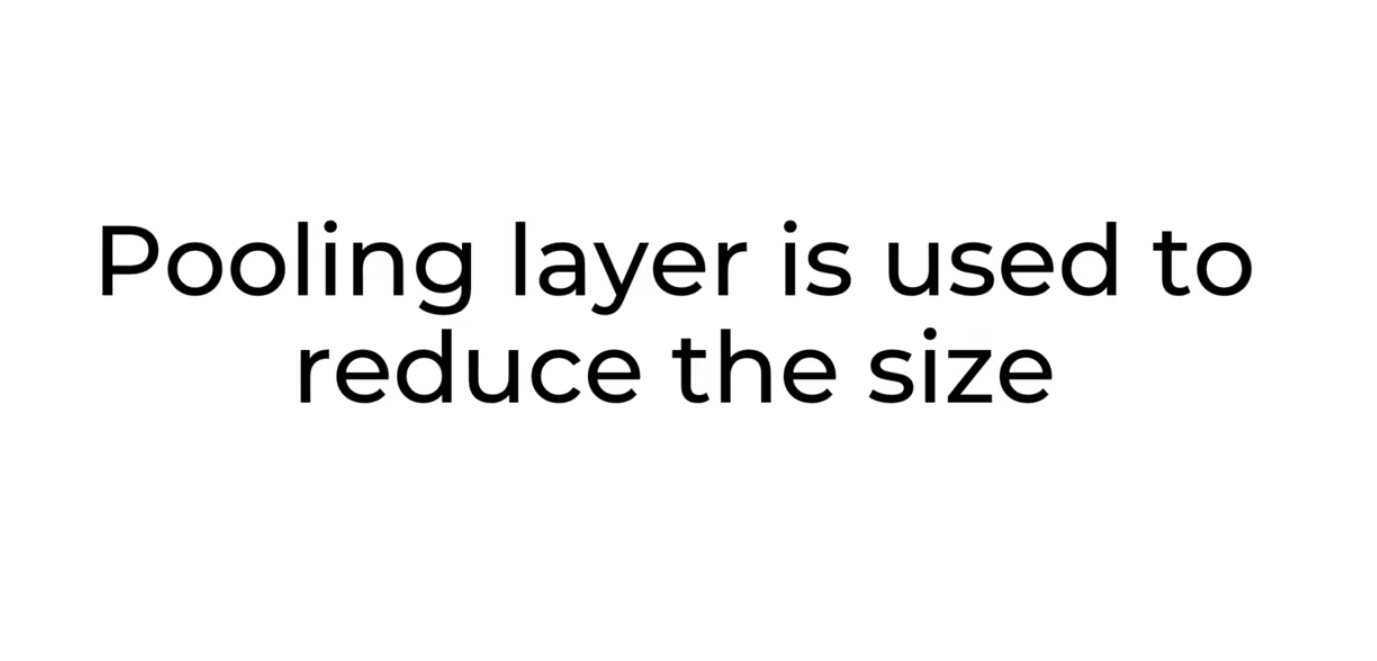 Pooling layer is used to
reduce the size